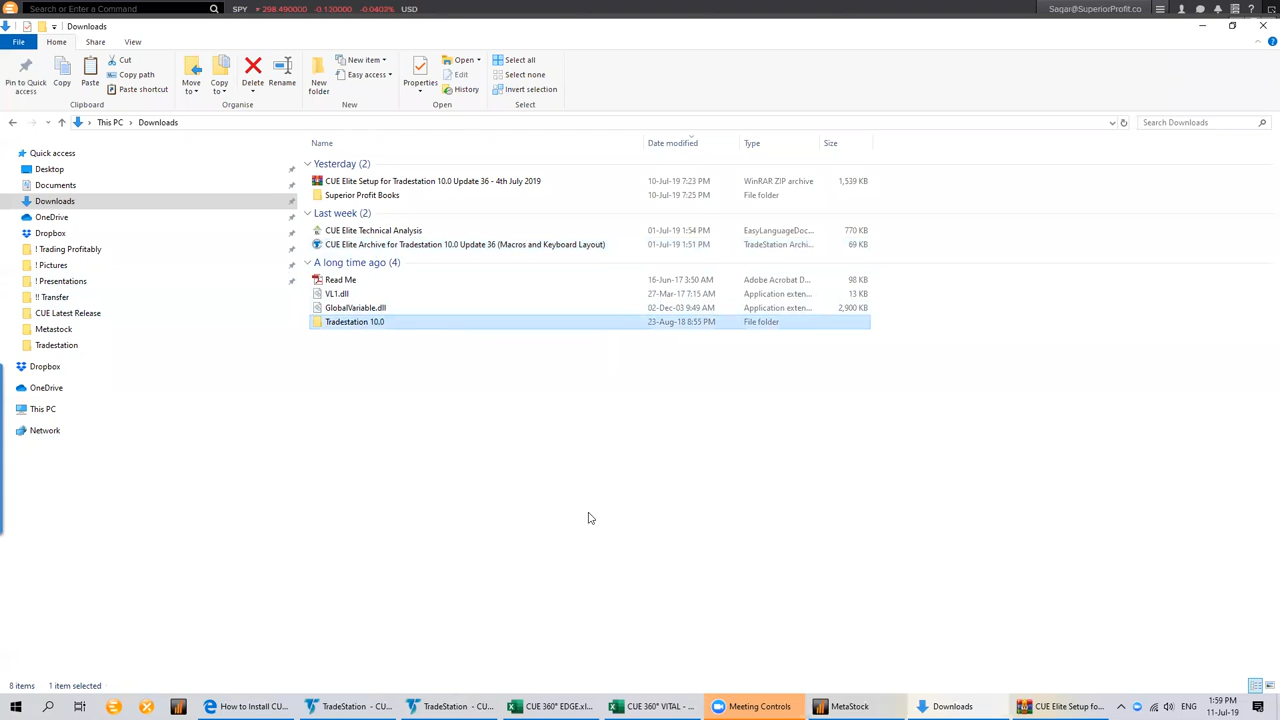 Search or Enter a Command SPY 298.490000 -0.120000 -0.0402% USD Sagar@SuperiorProfit.co
Downloads
File Home Share View
Pin to Quick access
Copy
Paste
Cut
Copy path
Paste shortcut
Clipboard
Move to
Copy to
Delete
Rename
Organise
New folder
New item
Easy access
New
Properties
Open
Edit
History
Open
Select all
Select none
Invert selection
Select
This PC > Downloads
Search Downloads
Quick access
Desktop
Documents
Downloads
OneDrive
Dropbox
! Trading Profitably
! Pictures
! Presentations
!! Transfer
CUE Latest Release
Metastock
Tradestation
Dropbox
OneDrive
This PC
Network
Name Date modified Type Size
Yesterday (2)
CUE Elite Setup for Tradestation 10.0 Update 36 - 4th July 2019 10-Jul-19 7:23 PM WinRAR ZIP archive 1,539 KB
Superior Profit Books 10-Jul-19 7:25 PM File folder
Last week (2)
CUE Elite Technical Analysis 01-Jul-19 1:54 PM EasyLanguageDoc... 770 KB
CUE Elite Archive for Tradestation 10.0 Update 36 (Macros and Keyboard Layout) 01-Jul-19 1:51 PM TradeStation Archi... 69 KB
A long time ago (4)
Read Me 16-Jun-17 3:50 AM Adobe Acrobat D... 98 KB
VL1.dll 27-Mar-17 7:15 AM Application exten... 13 KB
GlobalVariable.dll 02-Dec-03 9:49 AM Application exten... 2,900 KB
Tradestation 10.0 23-Aug-18 8:55 PM File folder
8 items 1 item selected
How to Install CU... TradeStation - CU... TradeStation - CU... CUE 360° EDGE.xl... CUE 360° VITAL - ... Meeting Controls MetaStock Downloads CUE Elite Setup fo... ENG 1:59 PM
11-Jul-19